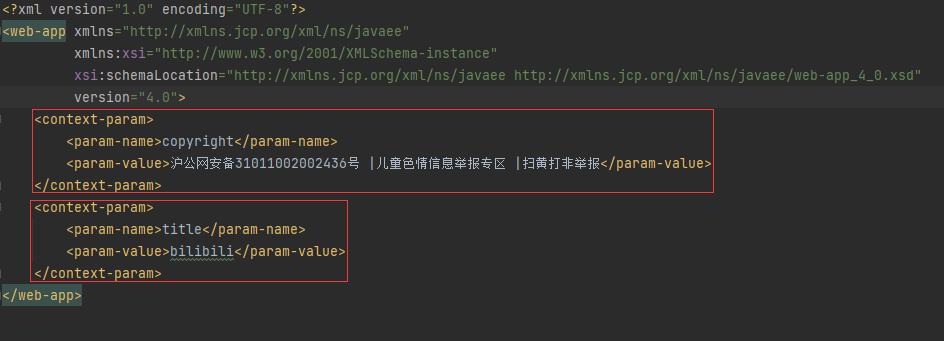 <?xml version="1.0" encoding="UTF-8"?>
<web-app xmlns="http://xmlns.jcp.org/xml/ns/javaee"
         xmlns:xsi="http://www.w3.org/2001/XMLSchema-instance"
         xsi:schemaLocation="http://xmlns.jcp.org/xml/ns/javaee http://xmlns.jcp.org/xml/ns/javaee/web-app_4_0.xsd"
         version="4.0">
    <context-param>
        <param-name>copyright</param-name>
        <param-value>沪公网安备31011002002436号 |儿童色情信息举报专区 |扫黄打非举报</param-value>
    </context-param>
    <context-param>
        <param-name>title</param-name>
        <param-value>bilibili</param-value>
    </context-param>
</web-app>